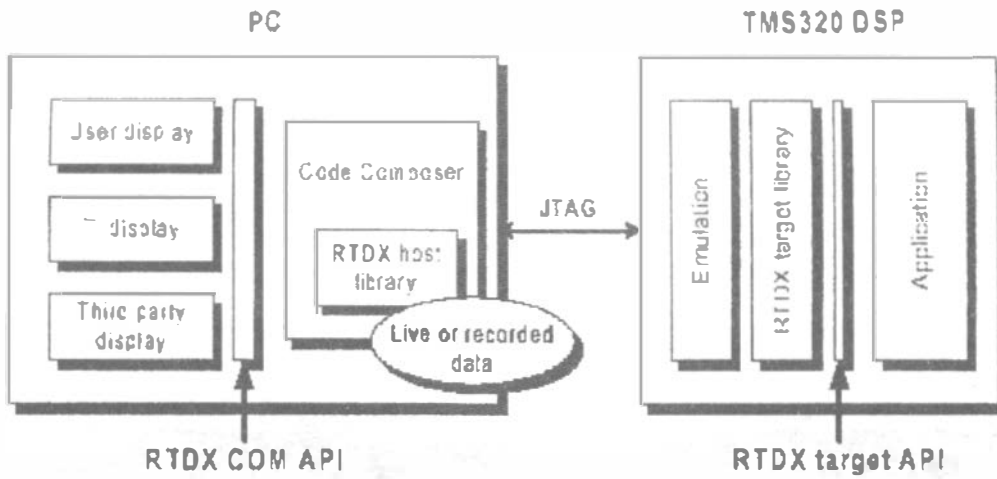 PC
TMS320 DSP
User display
display
Third party
display
Code Composer
RTDX host
library
Live or recorded
data
JTAG
Emulation
RTDX target library
Application
RTDX COM API
RTDX target API